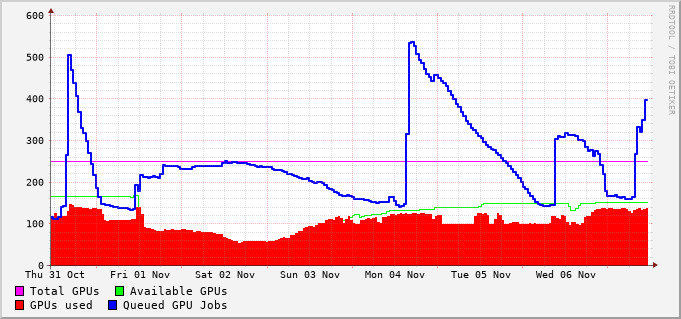 600
500
400
300
200
100
0
Thu 31 Oct Fri 01 Nov Sat 02 Nov Sun 03 Nov Mon 04 Nov Tue 05 Nov Wed 06 Nov
Total GPUs Available GPUs
GPUs used Queued GPU Jobs
RRDTOOL / TOBI OETIKER